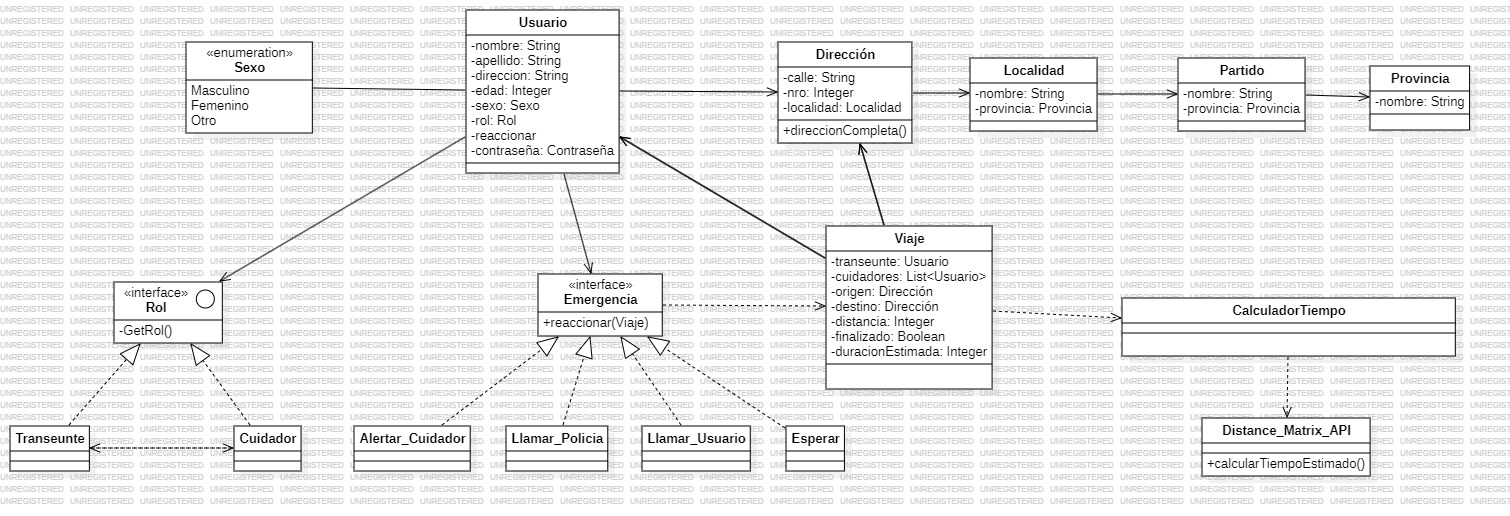 Usuario
-nombre: String
-apellido: String
-direccion: String
-edad: Integer
-sexo: Sexo
-rol: Rol
-reaccionar
-contraseña: Contraseña
«enumeration»
Sexo
Masculino
Femenino
Otro
Dirección
-calle: String
-nro: Integer
-localidad: Localidad
+direccionCompleta()
Localidad
-nombre: String
-provincia: Provincia
Partido
-nombre: String
-provincia: Provincia
Provincia
-nombre: String
«interface»
Rol
-GetRol()
«interface»
Emergencia
+reaccionar(Viaje)
Viaje
-transeunte: Usuario
-cuidadores: List<Usuario>
-origen: Dirección
-destino: Dirección
-distancia: Integer
-finalizado: Boolean
-duracionEstimada: Integer
CalculadorTiempo
Transeunte
Cuidador
Alertar_Cuidador
Llamar_Policia
Llamar_Usuario
Esperar
Distance_Matrix_API
+calcularTiempoEstimado()
UNREGISTERED